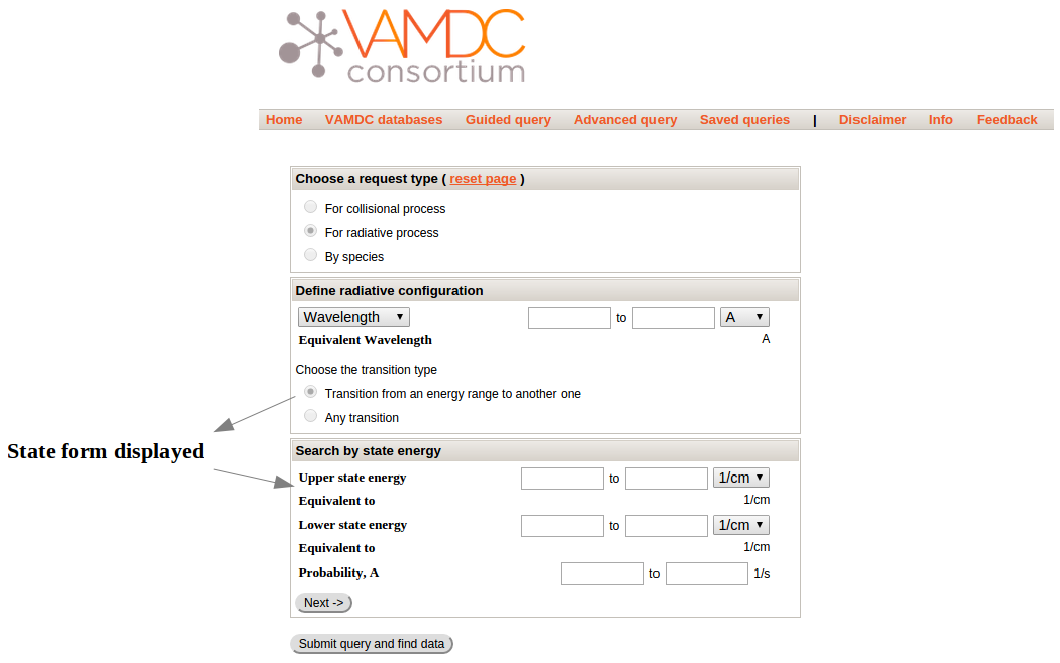 VAMDC
consortium
Home VAMDC databases Guided query Advanced query Saved queries | Disclaimer Info Feedback
Choose a request type ( reset page )
For collisional process
For radiative process
By species
Define radiative configuration
Wavelength to A
Equivalent Wavelength A
Choose the transition type
Transition from an energy range to another one
Any transition
State form displayed
Search by state energy
Upper state energy to 1/cm
Equivalent to 1/cm
Lower state energy to 1/cm
Equivalent to 1/cm
Probability, A to 1/s
Next ->
Submit query and find data